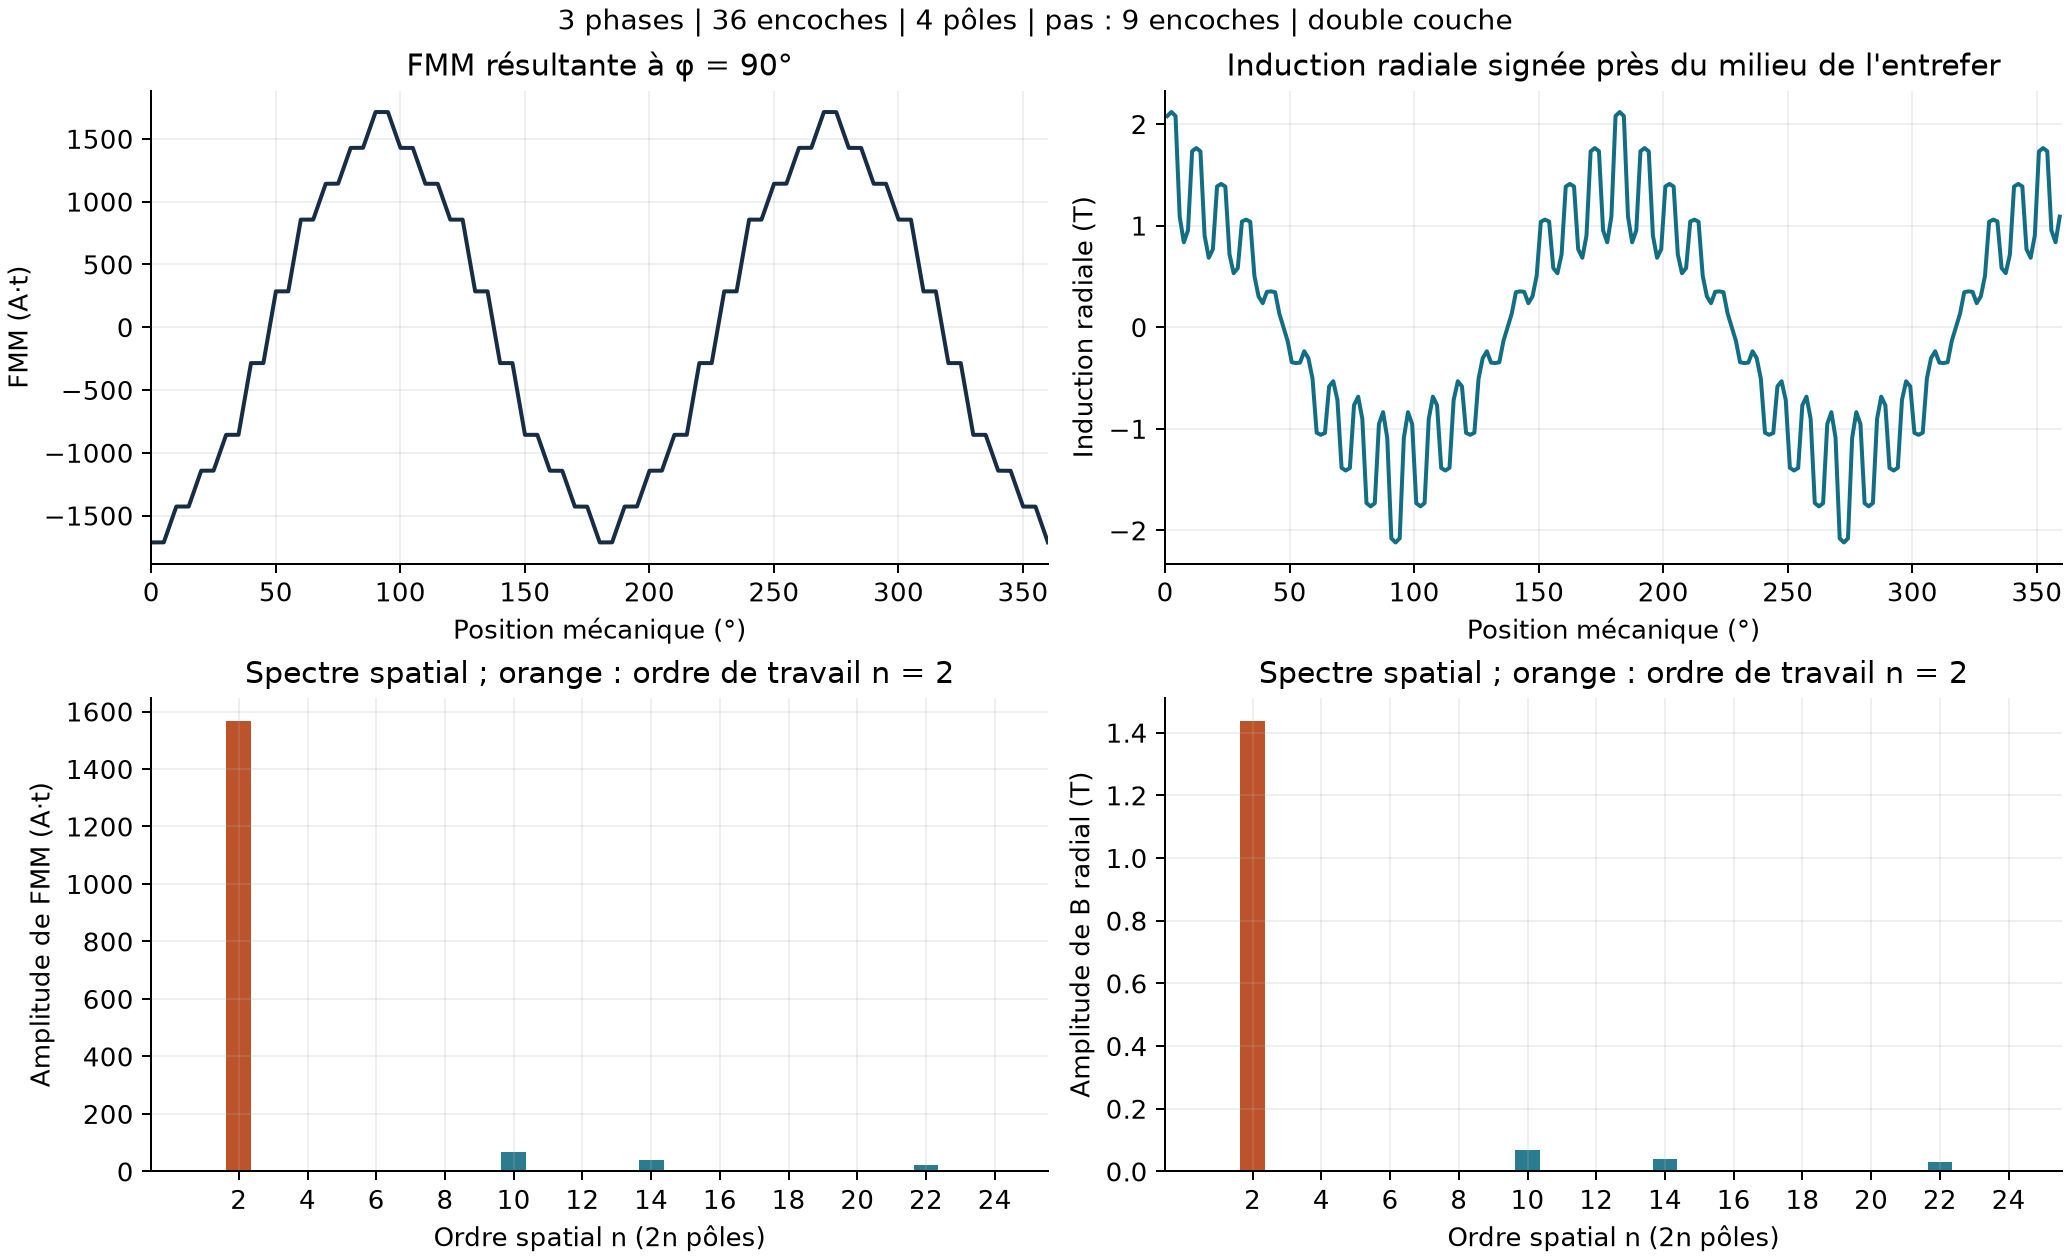 3 phases | 36 encoches | 4 pôles | pas : 9 encoches | double couche
FMM résultante à φ = 90°
FMM (A·t)
1500
1000
500
0
−500
−1000
−1500
0 50 100 150 200 250 300 350
Position mécanique (°)
Induction radiale signée près du milieu de l'entrefer
Induction radiale (T)
2
1
0
−1
−2
0 50 100 150 200 250 300 350
Position mécanique (°)
Spectre spatial ; orange : ordre de travail n = 2
Amplitude de FMM (A·t)
1600
1400
1200
1000
800
600
400
200
0
2 4 6 8 10 12 14 16 18 20 22 24
Ordre spatial n (2n pôles)
Spectre spatial ; orange : ordre de travail n = 2
Amplitude de B radial (T)
1.4
1.2
1.0
0.8
0.6
0.4
0.2
0.0
2 4 6 8 10 12 14 16 18 20 22 24
Ordre spatial n (2n pôles)